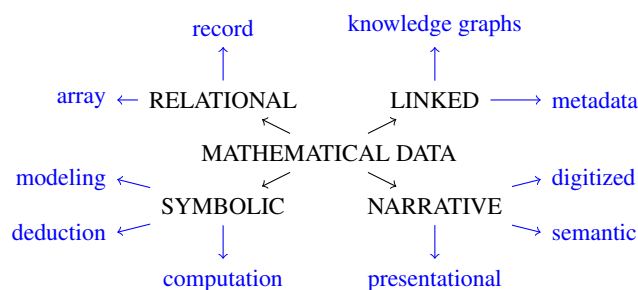 record
knowledge graphs
array
RELATIONAL
LINKED
metadata
MATHEMATICAL DATA
modeling
digitized
SYMBOLIC
NARRATIVE
deduction
semantic
computation
presentational